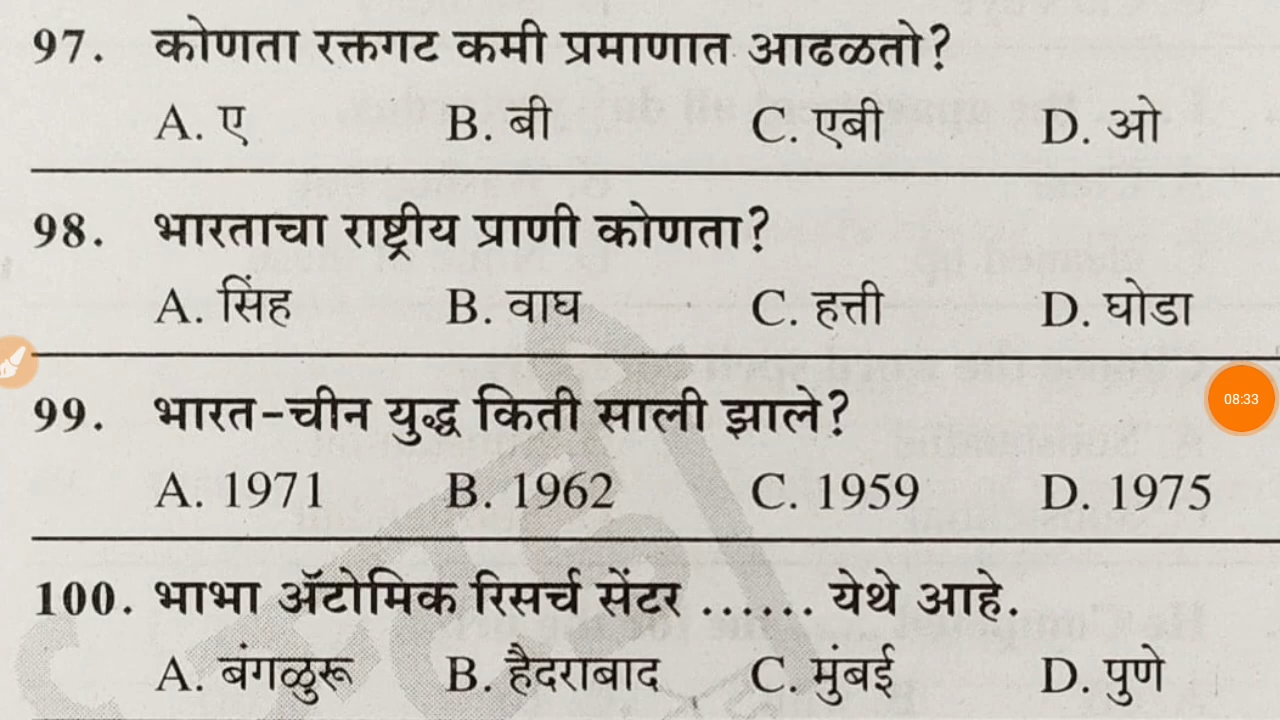 97. कोणता रक्तगट कमी प्रमाणात आढळतो?
A. ए B. बी C. एबी D. ओ
98. भारताचा राष्ट्रीय प्राणी कोणता?
A. सिंह B. वाघ C. हत्ती D. घोडा
99. भारत-चीन युद्ध किती साली झाले?
08:33
A. 1971 B. 1962 C. 1959 D. 1975
100. भाभा ॲटोमिक रिसर्च सेंटर ...... येथे आहे.
A. बंगळुरू B. हैदराबाद C. मुंबई D. पुणे